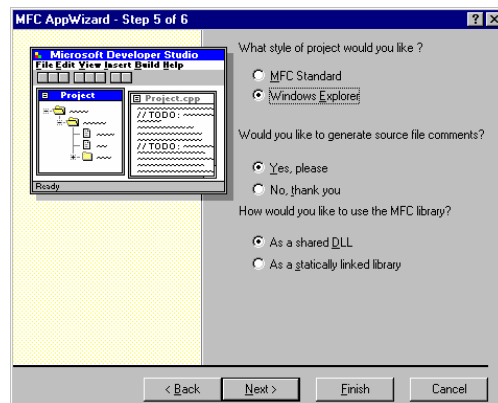 MFC AppWizard - Step 5 of 6
Microsoft Developer Studio
File Edit View Insert Build Help
Project
Project.cpp
//TODO:
//TODO:
Ready
What style of project would you like ?
MFC Standard
Windows Explorer
Would you like to generate source file comments?
Yes, please
No, thank you
How would you like to use the MFC library?
As a shared DLL
As a statically linked library
< Back
Next >
Finish
Cancel